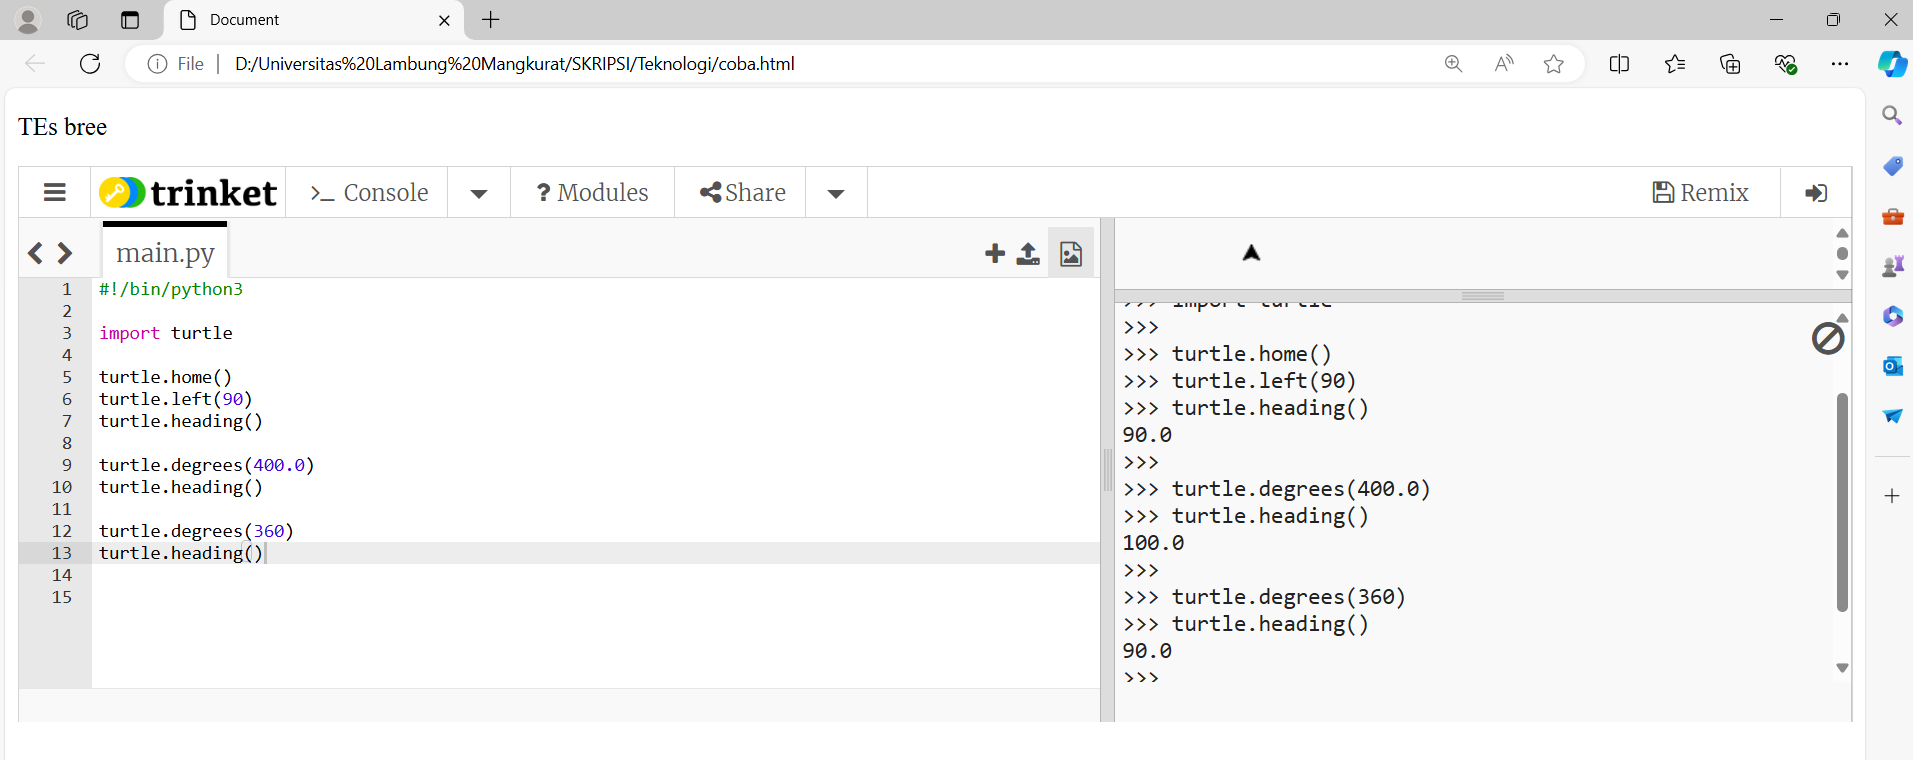 Document
File
D:/Universitas%20Lambung%20Mangkurat/SKRIPSI/Teknologi/coba.html
TEs bree
trinket
>_ Console
? Modules
Share
Remix
main.py
1 #!/bin/python3
2
3 import turtle
4
5 turtle.home()
6 turtle.left(90)
7 turtle.heading()
8
9 turtle.degrees(400.0)
10 turtle.heading()
11
12 turtle.degrees(360)
13 turtle.heading()
14
15
>>> import turtle
>>>
>>> turtle.home()
>>> turtle.left(90)
>>> turtle.heading()
90.0
>>>
>>> turtle.degrees(400.0)
>>> turtle.heading()
100.0
>>>
>>> turtle.degrees(360)
>>> turtle.heading()
90.0
>>>